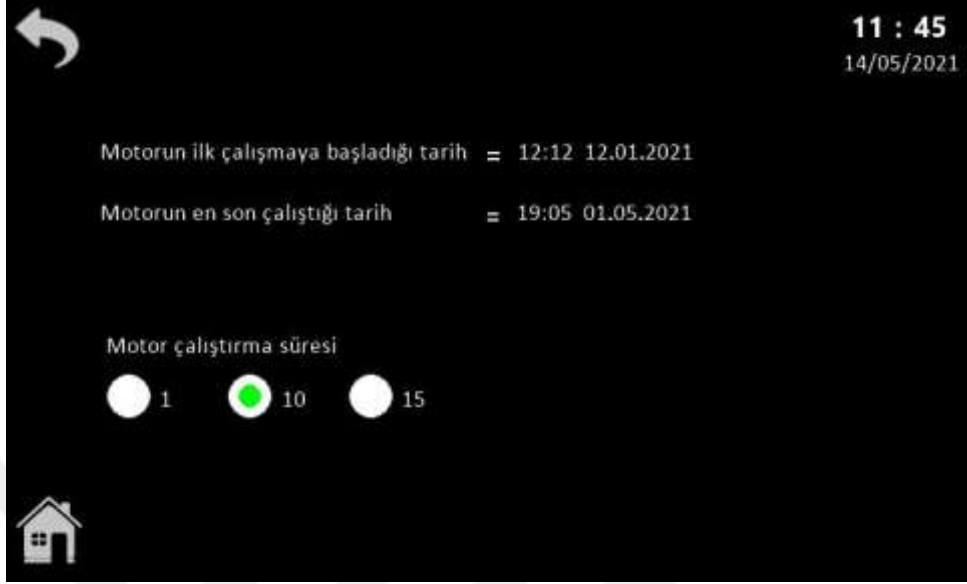 11 : 45
14/05/2021
Motorun ilk çalışmaya başladığı tarih = 12:12 12.01.2021
Motorun en son çalıştığı tarih = 19:05 01.05.2021
Motor çalıştırma süresi
1 10 15